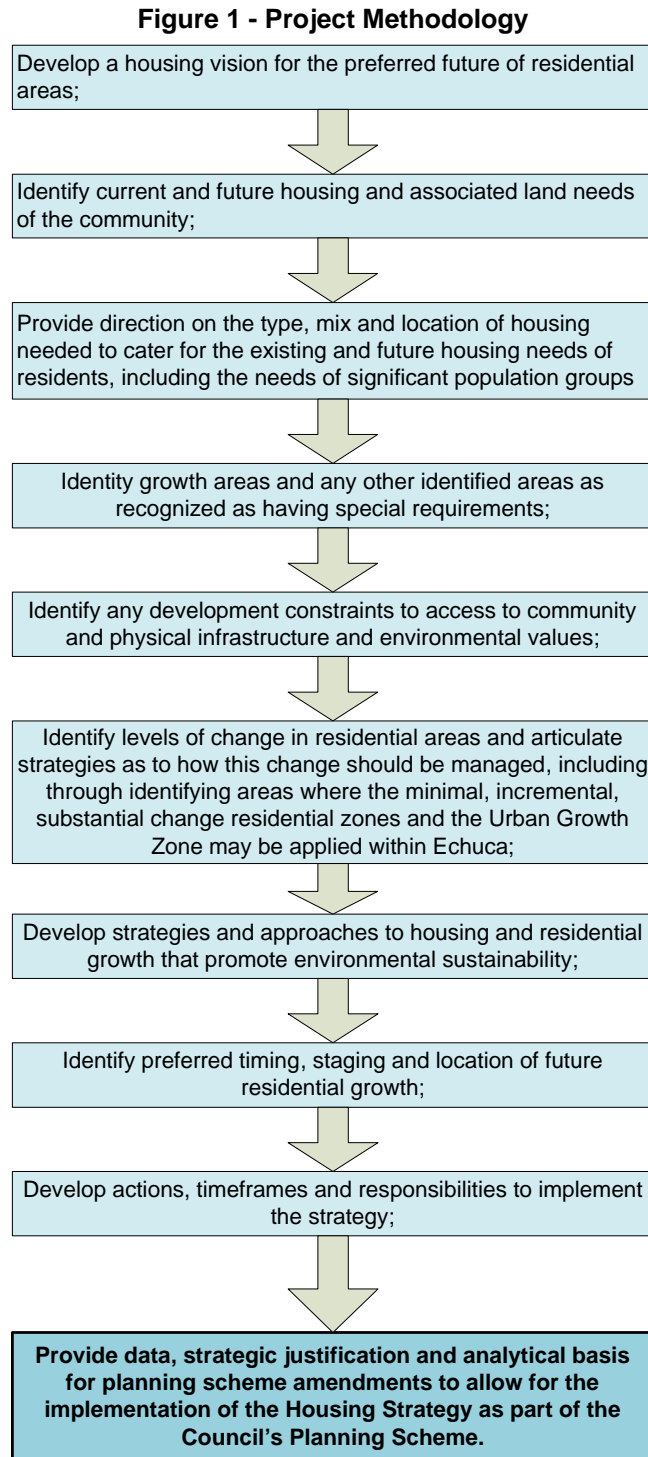 Figure 1 - Project Methodology
Develop a housing vision for the preferred future of residential
areas;
Identify current and future housing and associated land needs
of the community;
Provide direction on the type, mix and location of housing
needed to cater for the existing and future housing needs of
residents, including the needs of significant population groups
Identity growth areas and any other identified areas as
recognized as having special requirements;
Identify any development constraints to access to community
and physical infrastructure and environmental values;
Identify levels of change in residential areas and articulate
strategies as to how this change should be managed, including
through identifying areas where the minimal, incremental,
substantial change residential zones and the Urban Growth
Zone may be applied within Echuca;
Develop strategies and approaches to housing and residential
growth that promote environmental sustainability;
Identify preferred timing, staging and location of future
residential growth;
Develop actions, timeframes and responsibilities to implement
the strategy;
Provide data, strategic justification and analytical basis
for planning scheme amendments to allow for the
implementation of the Housing Strategy as part of the
Council's Planning Scheme.